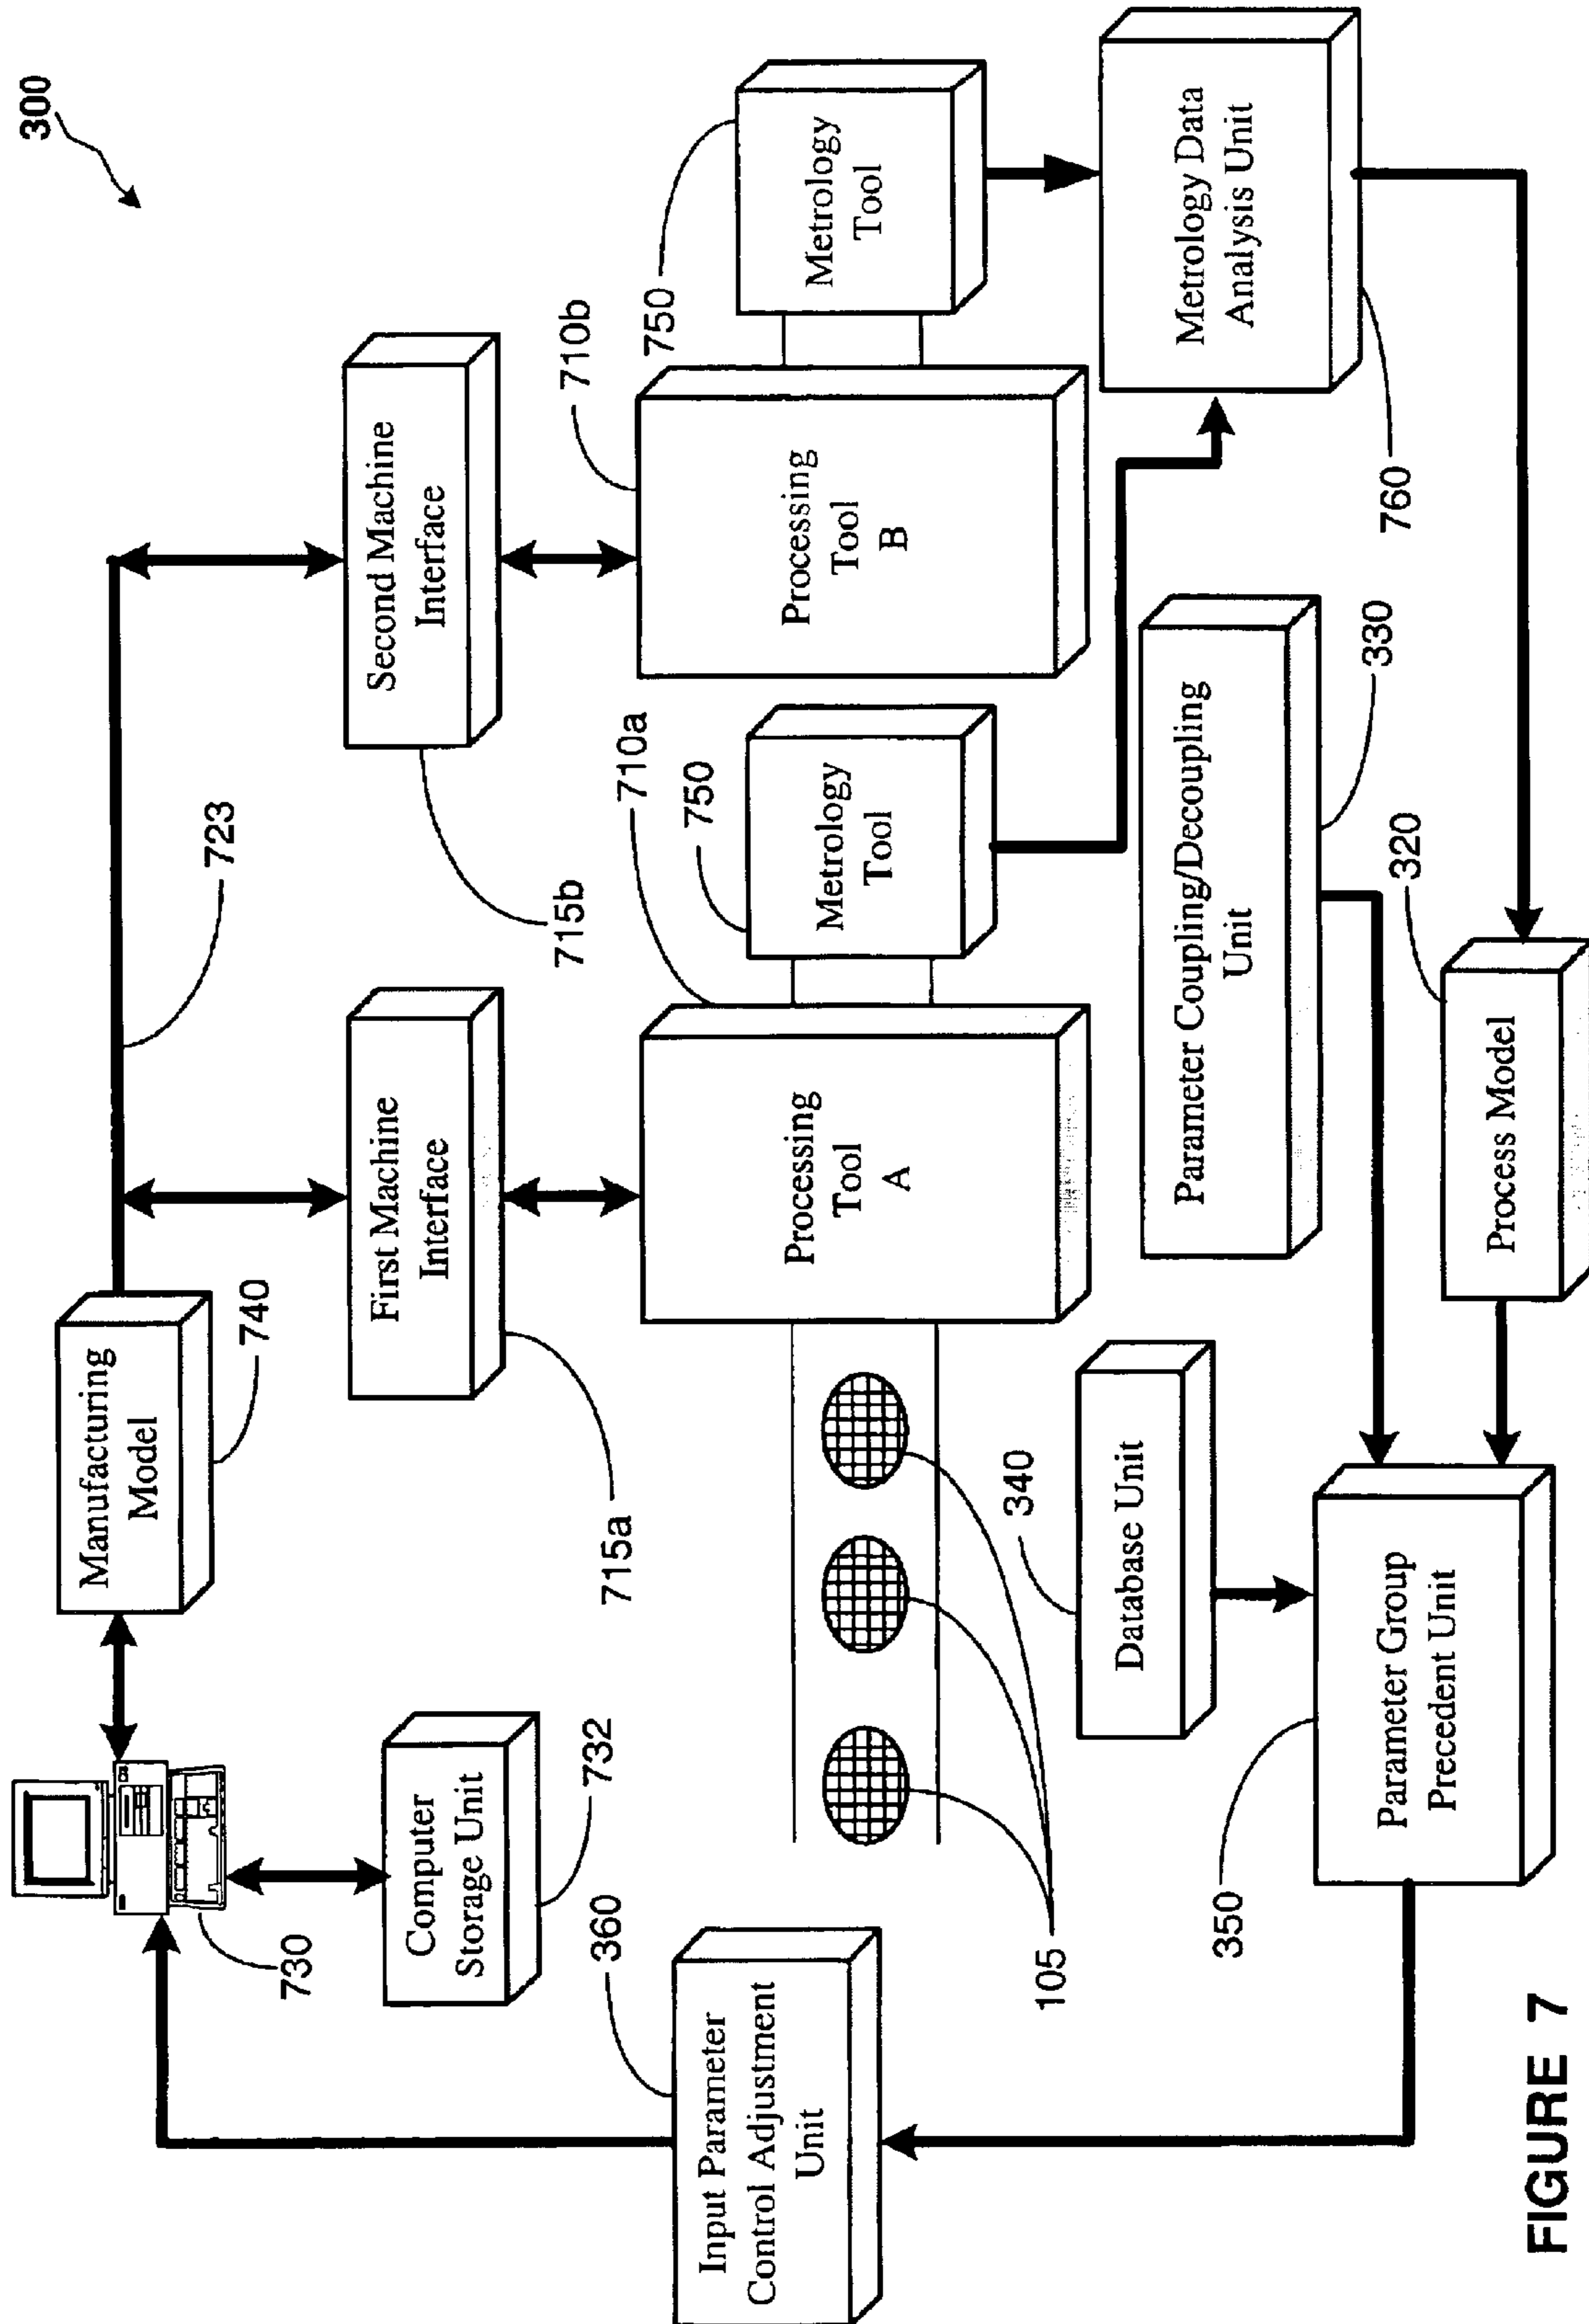 300
730
Manufacturing
Model
740
723
Computer
Storage Unit
732
First Machine
Interface
715a
Second Machine
Interface
715b
Input Parameter
Control Adjustment
Unit
360
105
Processing
Tool
A
710a
Metrology
Tool
750
Processing
Tool
B
710b
Metrology
Tool
750
Database Unit
340
Parameter Coupling/Decoupling
Unit
330
Metrology Data
Analysis Unit
760
Parameter Group
Precedent Unit
350
Process Model
320
FIGURE 7